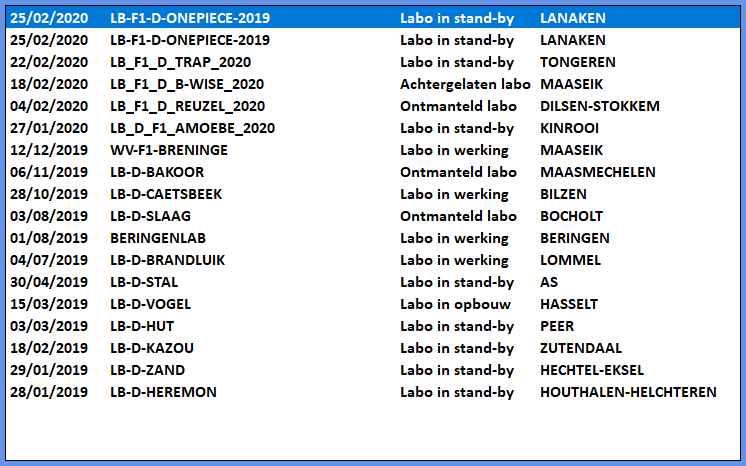 25/02/2020 LB-F1-D-ONEPIECE-2019 Labo in stand-by LANAKEN
25/02/2020 LB-F1-D-ONEPIECE-2019 Labo in stand-by LANAKEN
22/02/2020 LB_F1_D_TRAP_2020 Labo in stand-by TONGEREN
18/02/2020 LB_F1_D_B-WISE_2020 Achtergelaten labo MAASEIK
04/02/2020 LB_F1_D_REUZEL_2020 Ontmanteld labo DILSEN-STOKKEM
27/01/2020 LB_D_F1_AMOEBE_2020 Labo in stand-by KINROOI
12/12/2019 WV-F1-BRENINGE Labo in werking MAASEIK
06/11/2019 LB-D-BAKOOR Ontmanteld labo MAASMECHELEN
28/10/2019 LB-D-CAETSBEEK Labo in werking BILZEN
03/08/2019 LB-D-SLAAG Ontmanteld labo BOCHOLT
01/08/2019 BERINGENLAB Labo in werking BERINGEN
04/07/2019 LB-D-BRANDLUIK Labo in werking LOMMEL
30/04/2019 LB-D-STAL Labo in stand-by AS
15/03/2019 LB-D-VOGEL Labo in opbouw HASSELT
03/03/2019 LB-D-HUT Labo in stand-by PEER
18/02/2019 LB-D-KAZOU Labo in stand-by ZUTENDAAL
29/01/2019 LB-D-ZAND Labo in stand-by HECHTEL-EKSEL
28/01/2019 LB-D-HEREMON Labo in stand-by HOUTHALEN-HELCHTEREN